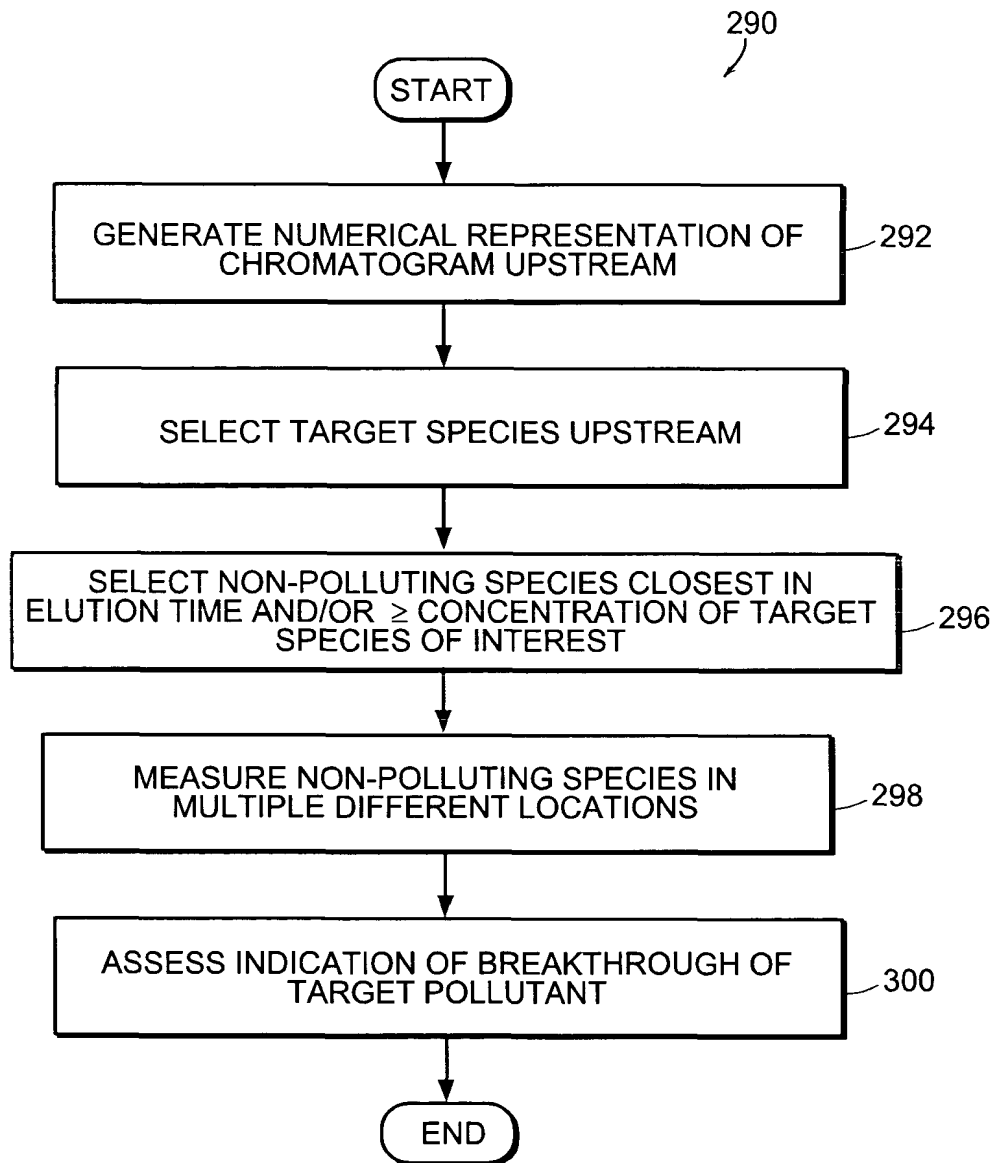 290
START
GENERATE NUMERICAL REPRESENTATION OF
CHROMATOGRAM UPSTREAM
292
SELECT TARGET SPECIES UPSTREAM
294
SELECT NON-POLLUTING SPECIES CLOSEST IN
ELUTION TIME AND/OR ≥ CONCENTRATION OF TARGET
SPECIES OF INTEREST
296
MEASURE NON-POLLUTING SPECIES IN
MULTIPLE DIFFERENT LOCATIONS
298
ASSESS INDICATION OF BREAKTHROUGH OF
TARGET POLLUTANT
300
END